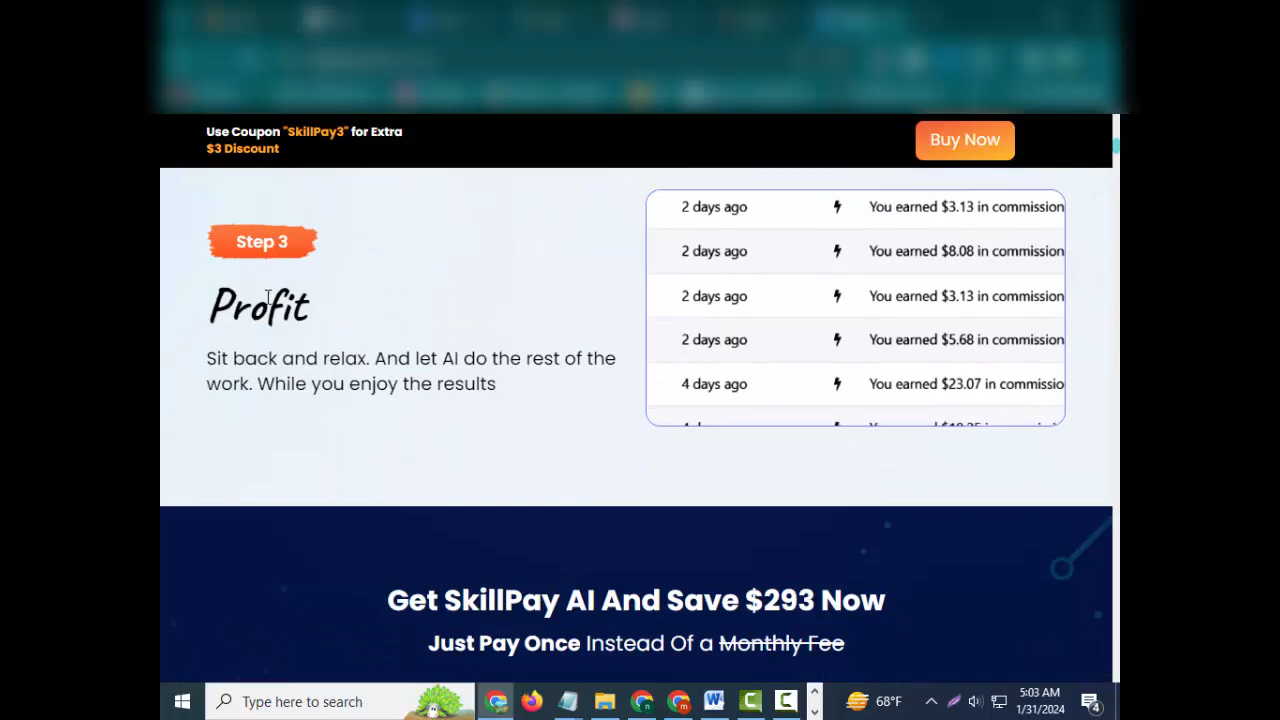 Use Coupon "SkillPay3" for Extra
$3 Discount
Buy Now
Step 3
Profit
Sit back and relax. And let AI do the rest of the
work. While you enjoy the results
2 days ago You earned $3.13 in commission
2 days ago You earned $8.08 in commission
2 days ago You earned $3.13 in commission
2 days ago You earned $5.68 in commission
4 days ago You earned $23.07 in commissio
Get SkillPay AI And Save $293 Now
Just Pay Once Instead Of a Monthly Fee
Type here to search
68°F
5:03 AM
1/31/2024
4